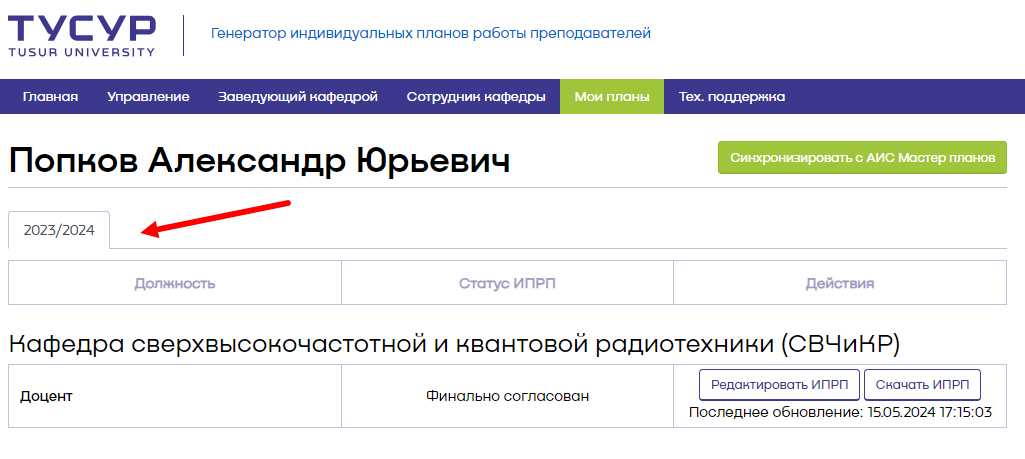 ТУСУР
TUSUR UNIVERSITY
Генератор индивидуальных планов работы преподавателей
Главная Управление Заведующий кафедрой Сотрудник кафедры Мои планы Тех. поддержка
Попков Александр Юрьевич
Синхронизировать с АИС Мастер планов
2023/2024
Должность Статус ИПРП Действия
Кафедра сверхвысокочастотной и квантовой радиотехники (СВЧиКР)
Доцент Финально согласован Редактировать ИПРП Скачать ИПРП
Последнее обновление: 15.05.2024 17:15:03